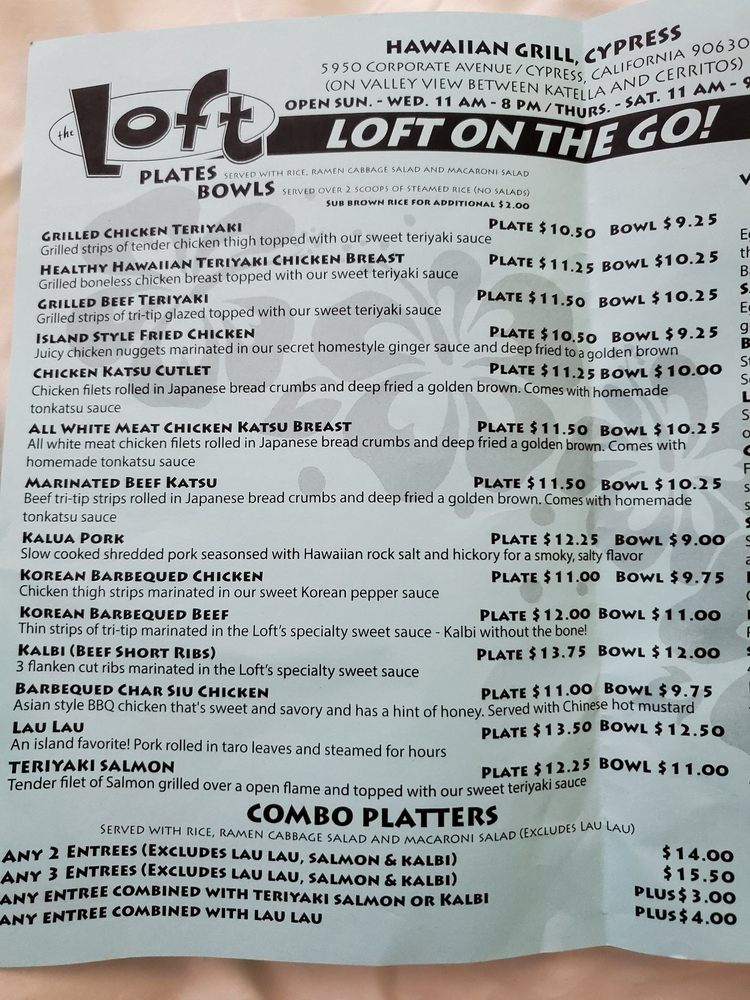 HAWAIIAN GRILL, CYPRESS
5950 CORPORATE AVENUE / CYPRESS, CALIFORNIA 90630
(ON VALLEY VIEW BETWEEN KATELLA AND CERRITOS)
OPEN SUN. - WED. 11 AM - 8 PM / THURS. - SAT. 11 AM - 9
the Loft
LOFT ON THE GO!
PLATES SERVED WITH RICE, RAMEN CABBAGE SALAD AND MACARONI SALAD
BOWLS SERVED OVER 2 SCOOPS OF STEAMED RICE (NO SALADS)
SUB BROWN RICE FOR ADDITIONAL $2.00
GRILLED CHICKEN TERIYAKI PLATE $10.50 BOWL $9.25
Grilled strips of tender chicken thigh topped with our sweet teriyaki sauce
HEALTHY HAWAIIAN TERIYAKI CHICKEN BREAST PLATE $11.25 BOWL $10.25
Grilled boneless chicken breast topped with our sweet teriyaki sauce
GRILLED BEEF TERIYAKI PLATE $11.50 BOWL $10.25
Grilled strips of tri-tip glazed topped with our sweet teriyaki sauce
ISLAND STYLE FRIED CHICKEN PLATE $10.50 BOWL $9.25
Juicy chicken nuggets marinated in our secret homestyle ginger sauce and deep fried to a golden brown
CHICKEN KATSU CUTLET PLATE $11.25 BOWL $10.00
Chicken filets rolled in Japanese bread crumbs and deep fried a golden brown. Comes with homemade
tonkatsu sauce
ALL WHITE MEAT CHICKEN KATSU BREAST PLATE $11.50 BOWL $10.25
All white meat chicken filets rolled in Japanese bread crumbs and deep fried a golden brown. Comes with
homemade tonkatsu sauce
MARINATED BEEF KATSU PLATE $11.50 BOWL $10.25
Beef tri-tip strips rolled in Japanese bread crumbs and deep fried a golden brown. Comes with homemade
tonkatsu sauce
KALUA PORK PLATE $12.25 BOWL $9.00
Slow cooked shredded pork seasonsed with Hawaiian rock salt and hickory for a smoky, salty flavor
KOREAN BARBEQUED CHICKEN PLATE $11.00 BOWL $9.75
Chicken thigh strips marinated in our sweet Korean pepper sauce
KOREAN BARBEQUED BEEF PLATE $12.00 BOWL $11.00
Thin strips of tri-tip marinated in the Loft's specialty sweet sauce - Kalbi without the bone!
KALBI (BEEF SHORT RIBS) PLATE $13.75 BOWL $12.00
3 flanken cut ribs marinated in the Loft's specialty sweet sauce
BARBEQUED CHAR SIU CHICKEN PLATE $11.00 BOWL $9.75
Asian style BBQ chicken that's sweet and savory and has a hint of honey. Served with Chinese hot mustard
LAU LAU PLATE $13.50 BOWL $12.50
An island favorite! Pork rolled in taro leaves and steamed for hours
TERIYAKI SALMON PLATE $12.25 BOWL $11.00
Tender filet of Salmon grilled over a open flame and topped with our sweet teriyaki sauce
COMBO PLATTERS
SERVED WITH RICE, RAMEN CABBAGE SALAD AND MACARONI SALAD (EXCLUDES LAU LAU)
ANY 2 ENTREES (EXCLUDES LAU LAU, SALMON & KALBI) $14.00
ANY 3 ENTREES (EXCLUDES LAU LAU, SALMON & KALBI) $15.50
ANY ENTREE COMBINED WITH TERIYAKI SALMON OR KALBI PLUS $3.00
ANY ENTREE COMBINED WITH LAU LAU PLUS $4.00